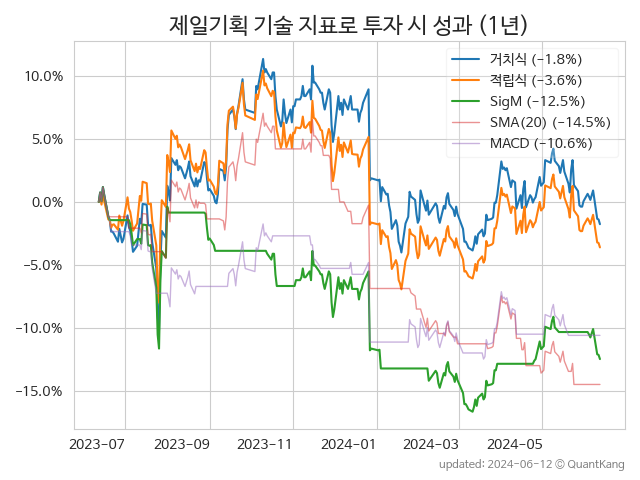 제일기획 기술 지표로 투자 시 성과 (1년)
거치식 (−1.8%)
적립식 (−3.6%)
SigM (−12.5%)
SMA(20) (−14.5%)
MACD (−10.6%)
10.0%
5.0%
0.0%
−5.0%
−10.0%
−15.0%
2023-07 2023-09 2023-11 2024-01 2024-03 2024-05
updated: 2024-06-12 © QuantKang